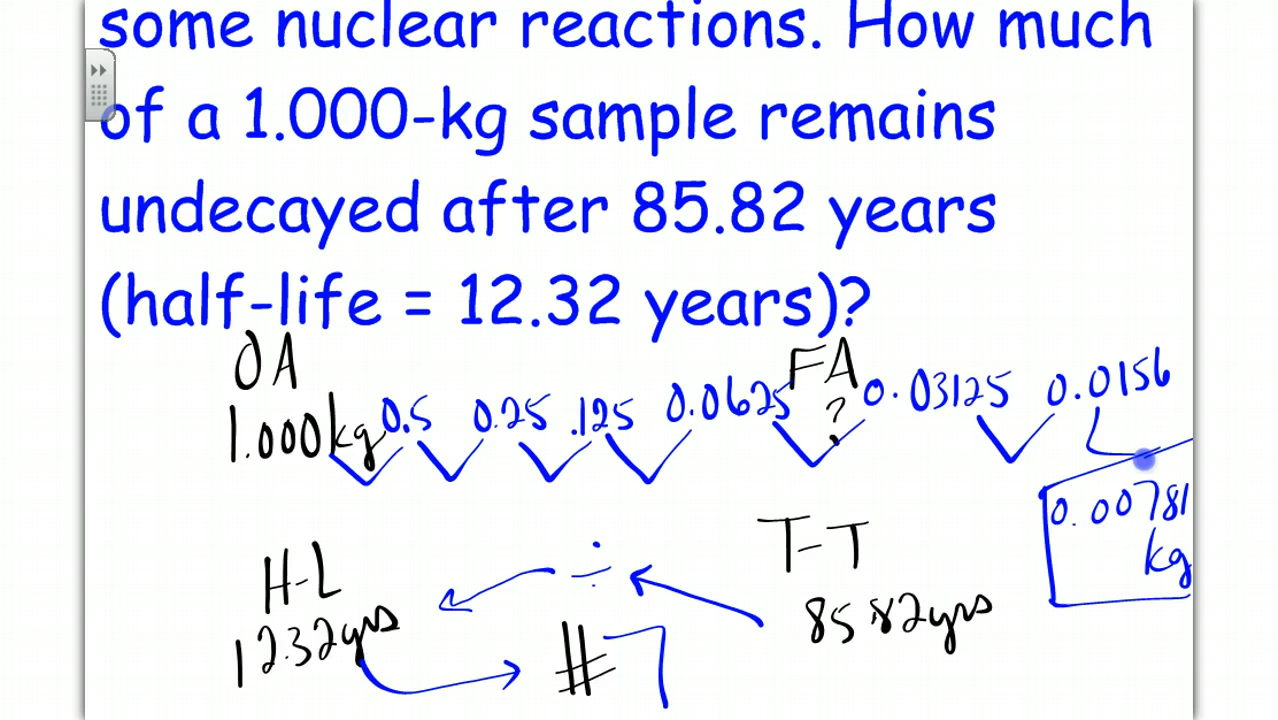 some nuclear reactions. How much
of a 1.000-kg sample remains
undecayed after 85.82 years
(half-life = 12.32 years)?
OA FA
1.000kg 0.5 0.25 .125 0.0625 ? 0.03125 0.0156
0.00781
kg
H-L ÷ T-T
12.32yrs # 7 85.82yrs